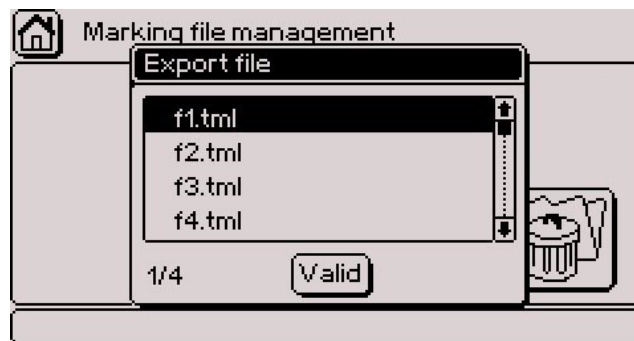 Marking file management
Export file
f1.tml
f2.tml
f3.tml
f4.tml
1/4
Valid